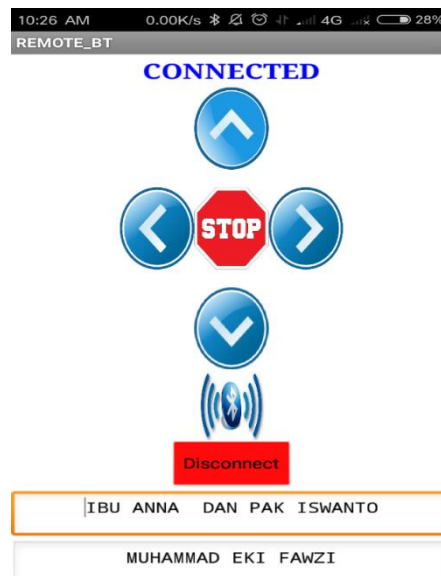 10:26 AM 0.00K/s 4G 28%
REMOTE_BT
CONNECTED
STOP
Disconnect
IBU ANNA DAN PAK ISWANTO
MUHAMMAD EKI FAWZI